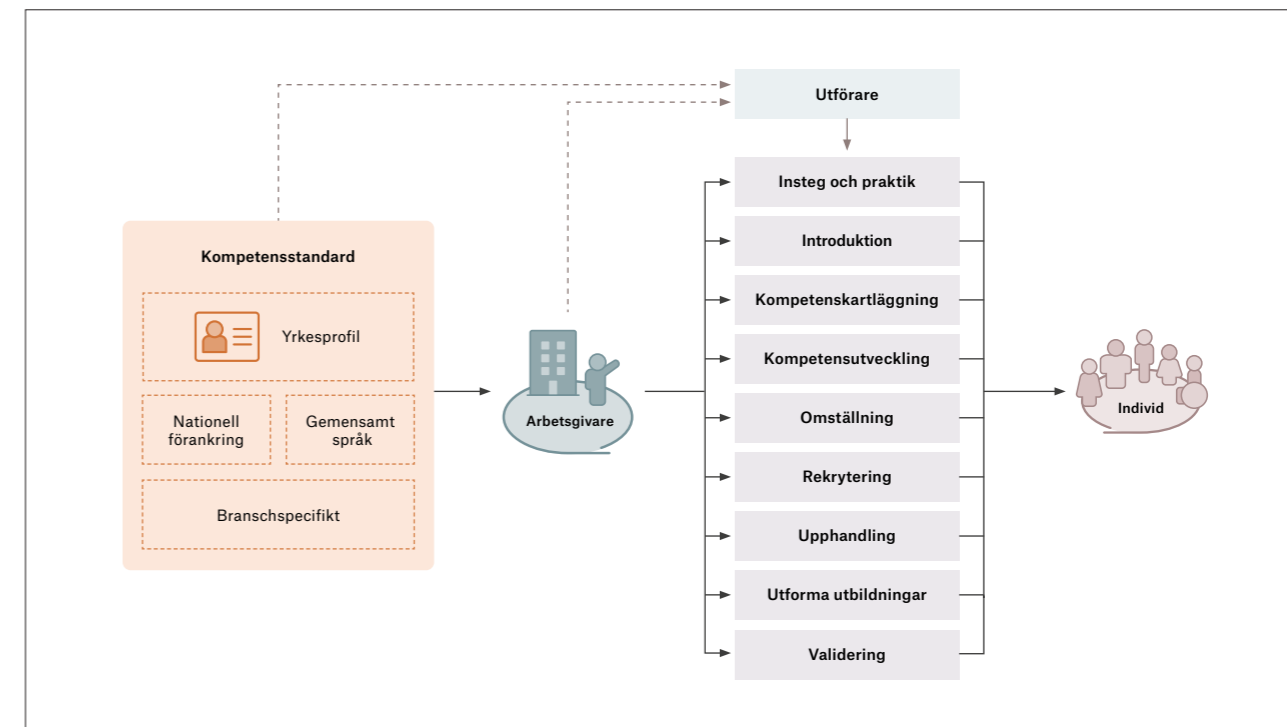 Utförare
Kompetensstandard
Yrkesprofil
Nationell
förankring
Gemensamt
språk
Branschspecifikt
Arbetsgivare
Insteg och praktik
Introduktion
Kompetenskartläggning
Kompetensutveckling
Omställning
Rekrytering
Upphandling
Utforma utbildningar
Validering
Individ